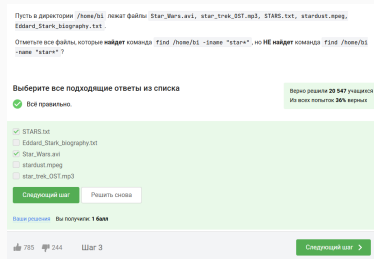 Пусть в директории /home/bi лежат файлы Star_Wars.avi, star_trek_OST.mp3, STARS.txt, stardust.mpeg,
Eddard_Stark_biography.txt.
Отметьте все файлы, которые найдет команда find /home/bi -iname "star*", но НЕ найдет команда find /home/bi
-name "star*" ?
Выберите все подходящие ответы из списка
Верно решили 20 547 учащихся
Из всех попыток 36% верных
Всё правильно.
STARS.txt
Eddard_Stark_biography.txt
Star_Wars.avi
stardust.mpeg
star_trek_OST.mp3
Следующий шаг Решить снова
Ваши решения Вы получили: 1 балл
785 244 Шаг 3 Следующий шаг >